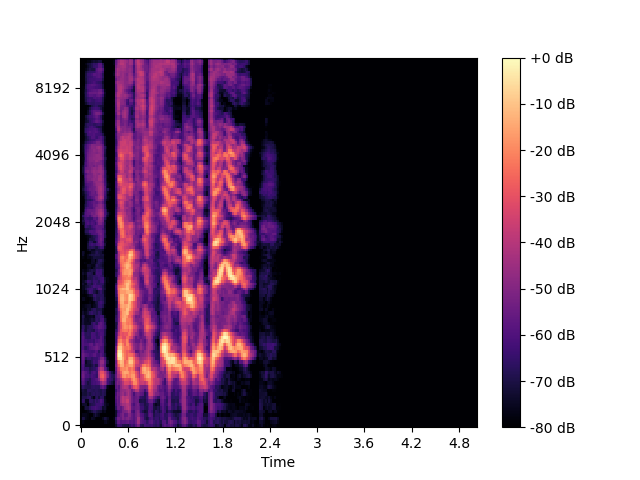 +0 dB
8192
-10 dB
4096
-20 dB
-30 dB
2048
-40 dB
Hz
1024
-50 dB
512
-60 dB
-70 dB
0
-80 dB
0 0.6 1.2 1.8 2.4 3 3.6 4.2 4.8
Time